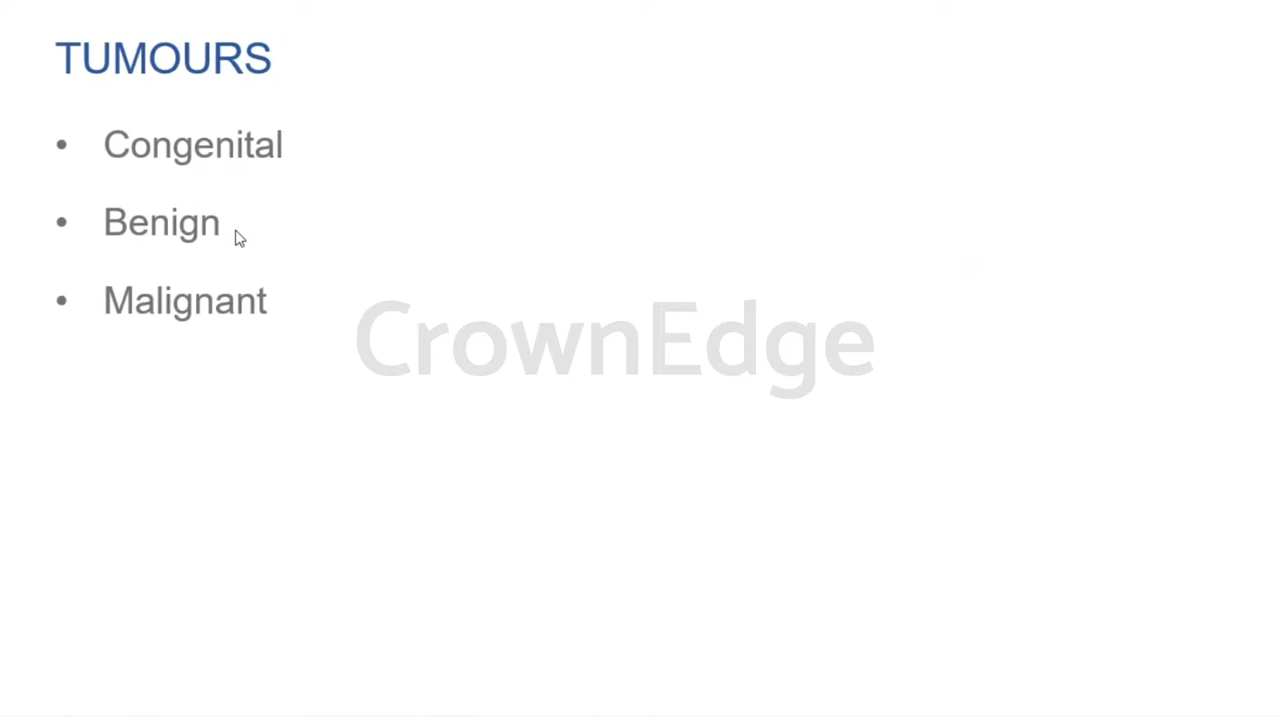 TUMOURS
• Congenital
• Benign
• Malignant
CrownEdge